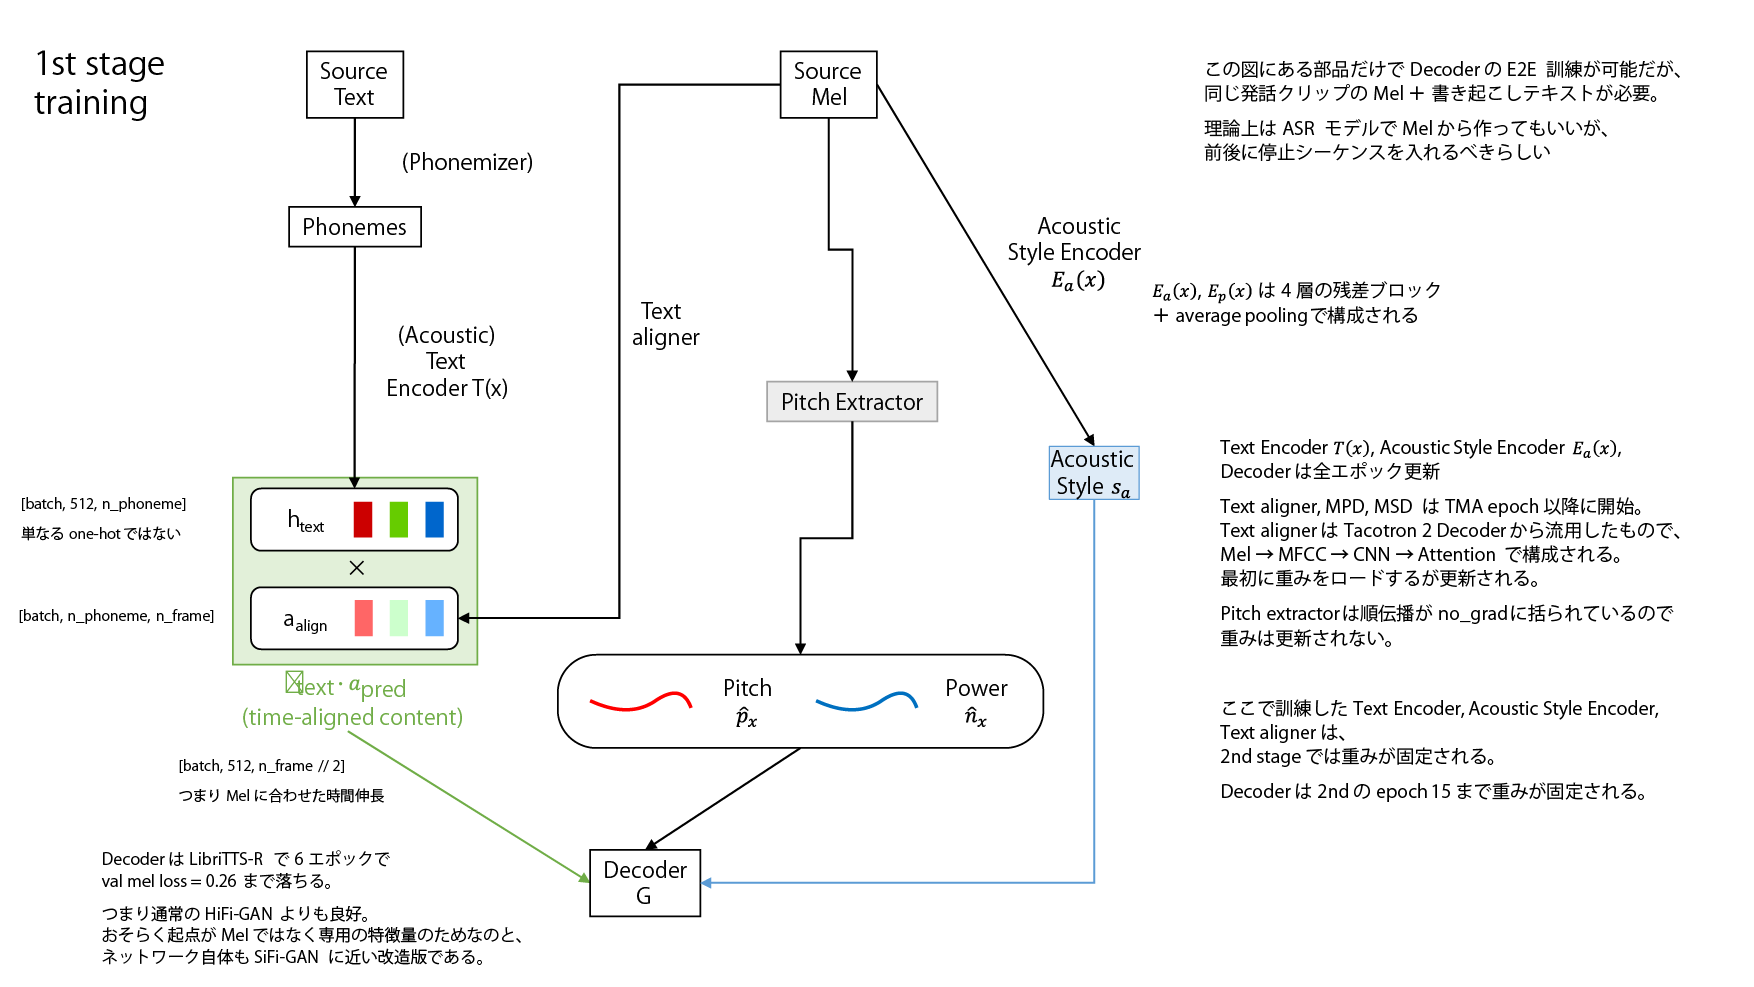 1st stage
training
Source
Text
(Phonemizer)
Phonemes
(Acoustic)
Text
Encoder T(x)
[batch, 512, n_phoneme]
単なる one-hot ではない
h_text
×
[batch, n_phoneme, n_frame]
a_align
text · a pred
(time-aligned content)
[batch, 512, n_frame // 2]
つまり Mel に合わせた時間伸長
Decoder は LibriTTS-R で 6 エポックで
val mel loss = 0.26 まで落ちる。
つまり通常の HiFi-GAN よりも良好。
おそらく起点が Mel ではなく専用の特徴量のためなのと、
ネットワーク自体も SiFi-GAN に近い改造版である。
Source
Mel
Text
aligner
Pitch Extractor
Pitch
p̂ₓ
Power
n̂ₓ
Decoder
G
Acoustic
Style Encoder
Eₐ(x)
Acoustic
Style sₐ
この図にある部品だけで Decoder の E2E 訓練が可能だが、
同じ発話クリップの Mel ＋ 書き起こしテキストが必要。
理論上は ASR モデルで Mel から作ってもいいが、
前後に停止シーケンスを入れるべきらしい
Eₐ(x), Eₚ(x) は 4 層の残差ブロック
＋ average pooling で構成される
Text Encoder T(x), Acoustic Style Encoder Eₐ(x),
Decoder は全エポック更新
Text aligner, MPD, MSD は TMA epoch 以降に開始。
Text aligner は Tacotron 2 Decoder から流用したもので、
Mel → MFCC → CNN → Attention で構成される。
最初に重みをロードするが更新される。
Pitch extractor は順伝播が no_grad に括られているので
重みは更新されない。
ここで訓練した Text Encoder, Acoustic Style Encoder,
Text aligner は、
2nd stage では重みが固定される。
Decoder は 2nd の epoch 15 まで重みが固定される。